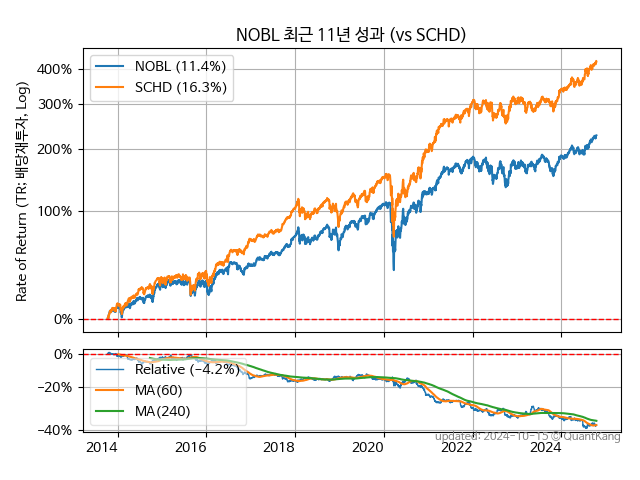 NOBL 최근 11년 성과 (vs SCHD)
Rate of Return (TR; 배당재투자, Log)
NOBL (11.4%)
SCHD (16.3%)
400%
300%
200%
100%
0%
0%
−20%
−40%
Relative (−4.2%)
MA(60)
MA(240)
2014 2016 2018 2020 2022 2024
updated: 2024-10-15 © QuantKang